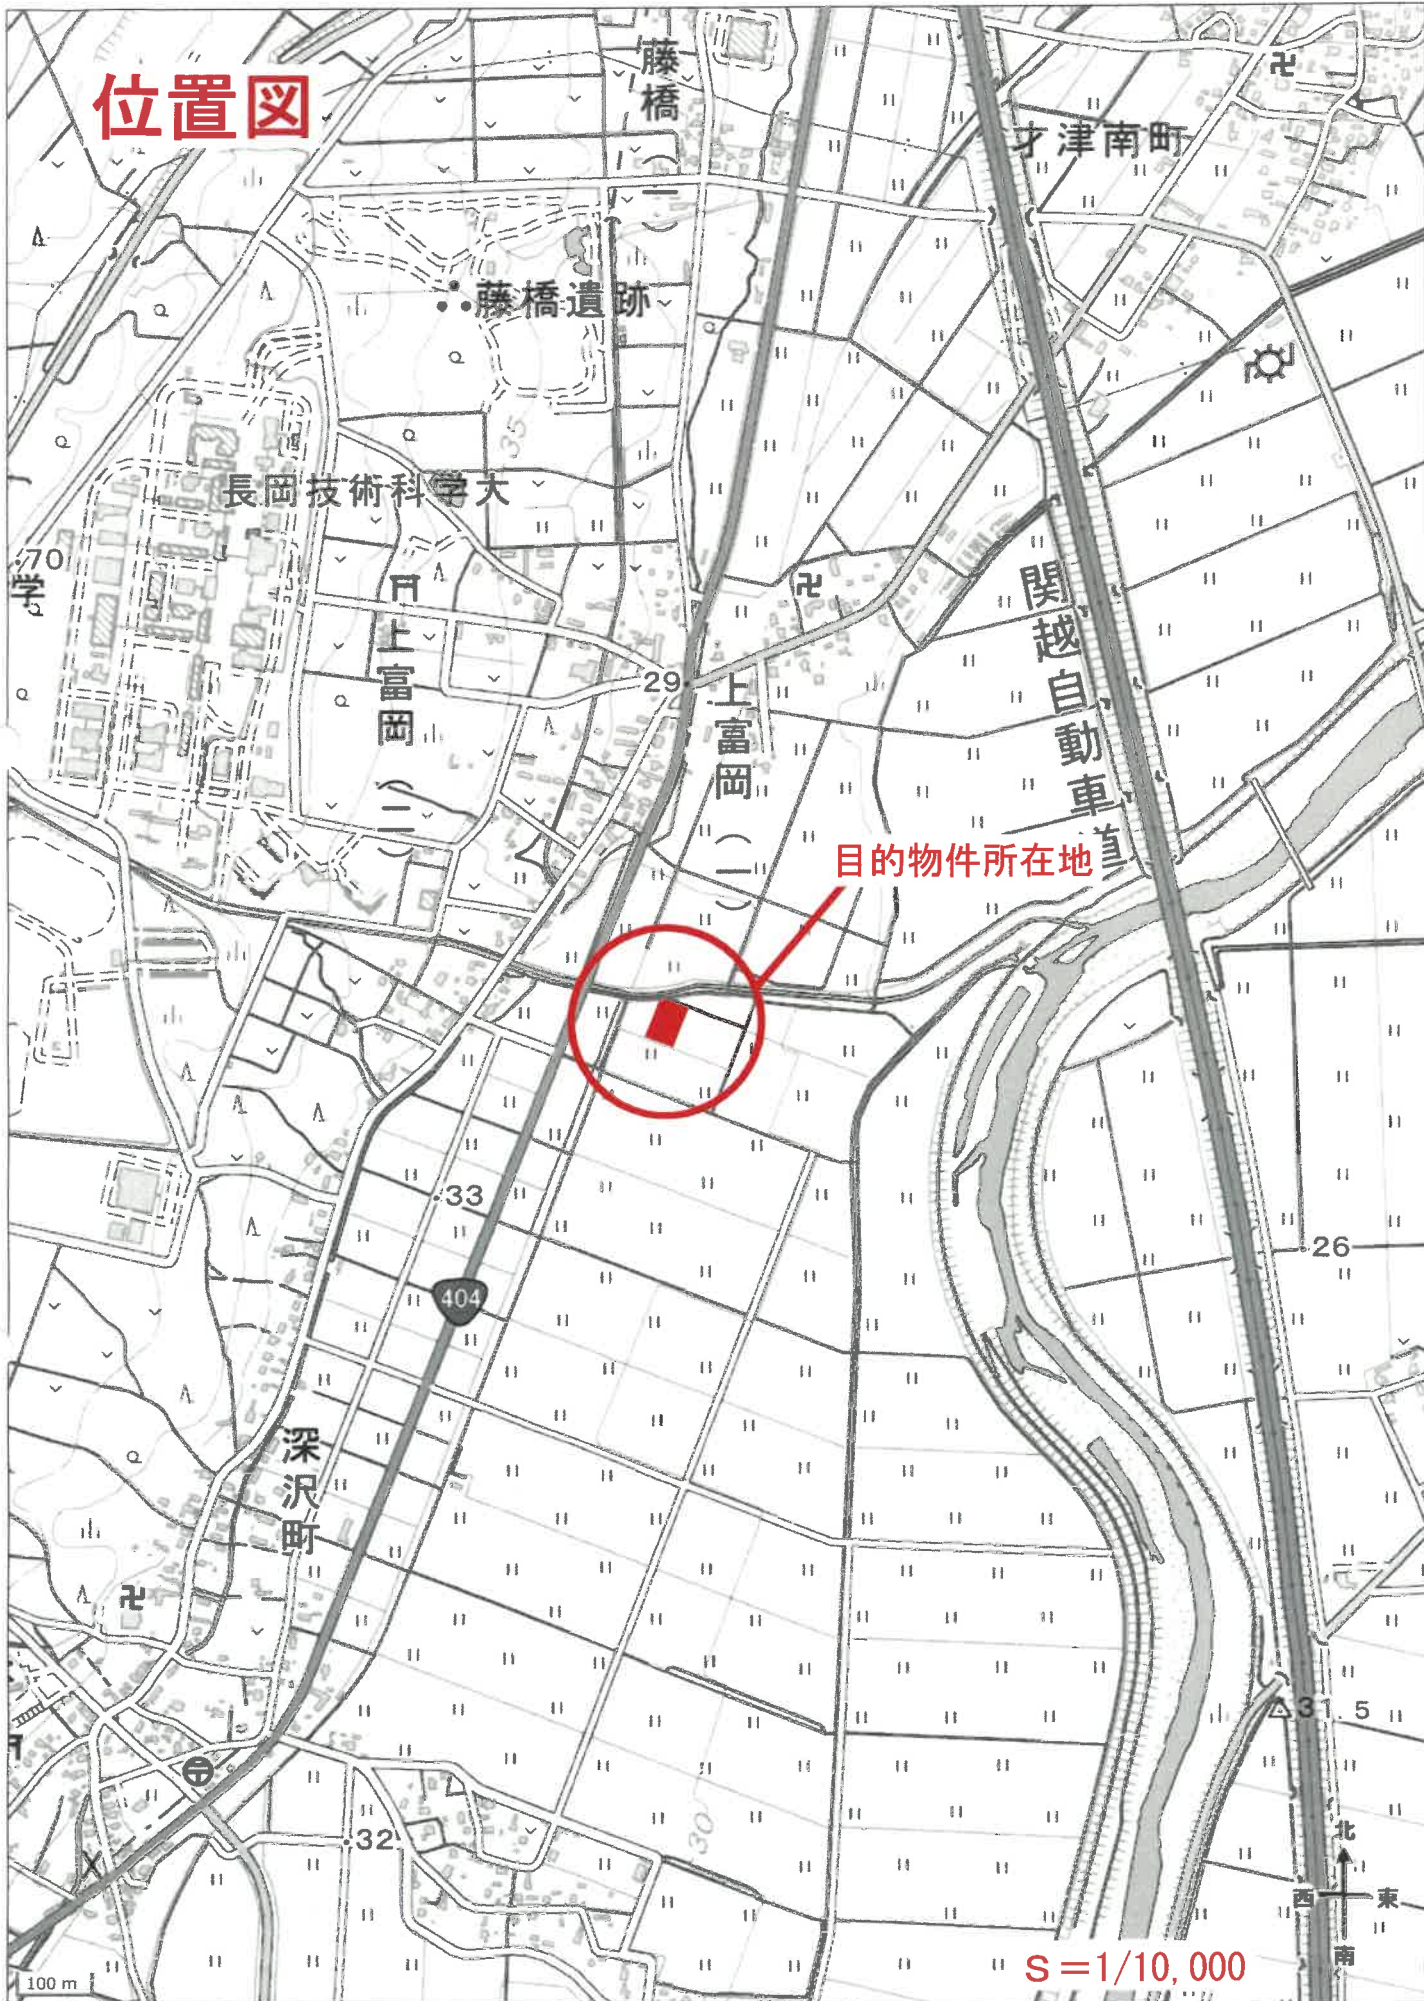 位置図
藤橋(一)
才津南町
藤橋遺跡
長岡技術科学大
70
学
上富岡(二)
29
上富岡(一)
関越自動車道
目的物件所在地
35
33
26
404
深沢町
31.5
32
30
北
西
東
南
100 m
S=1/10,000